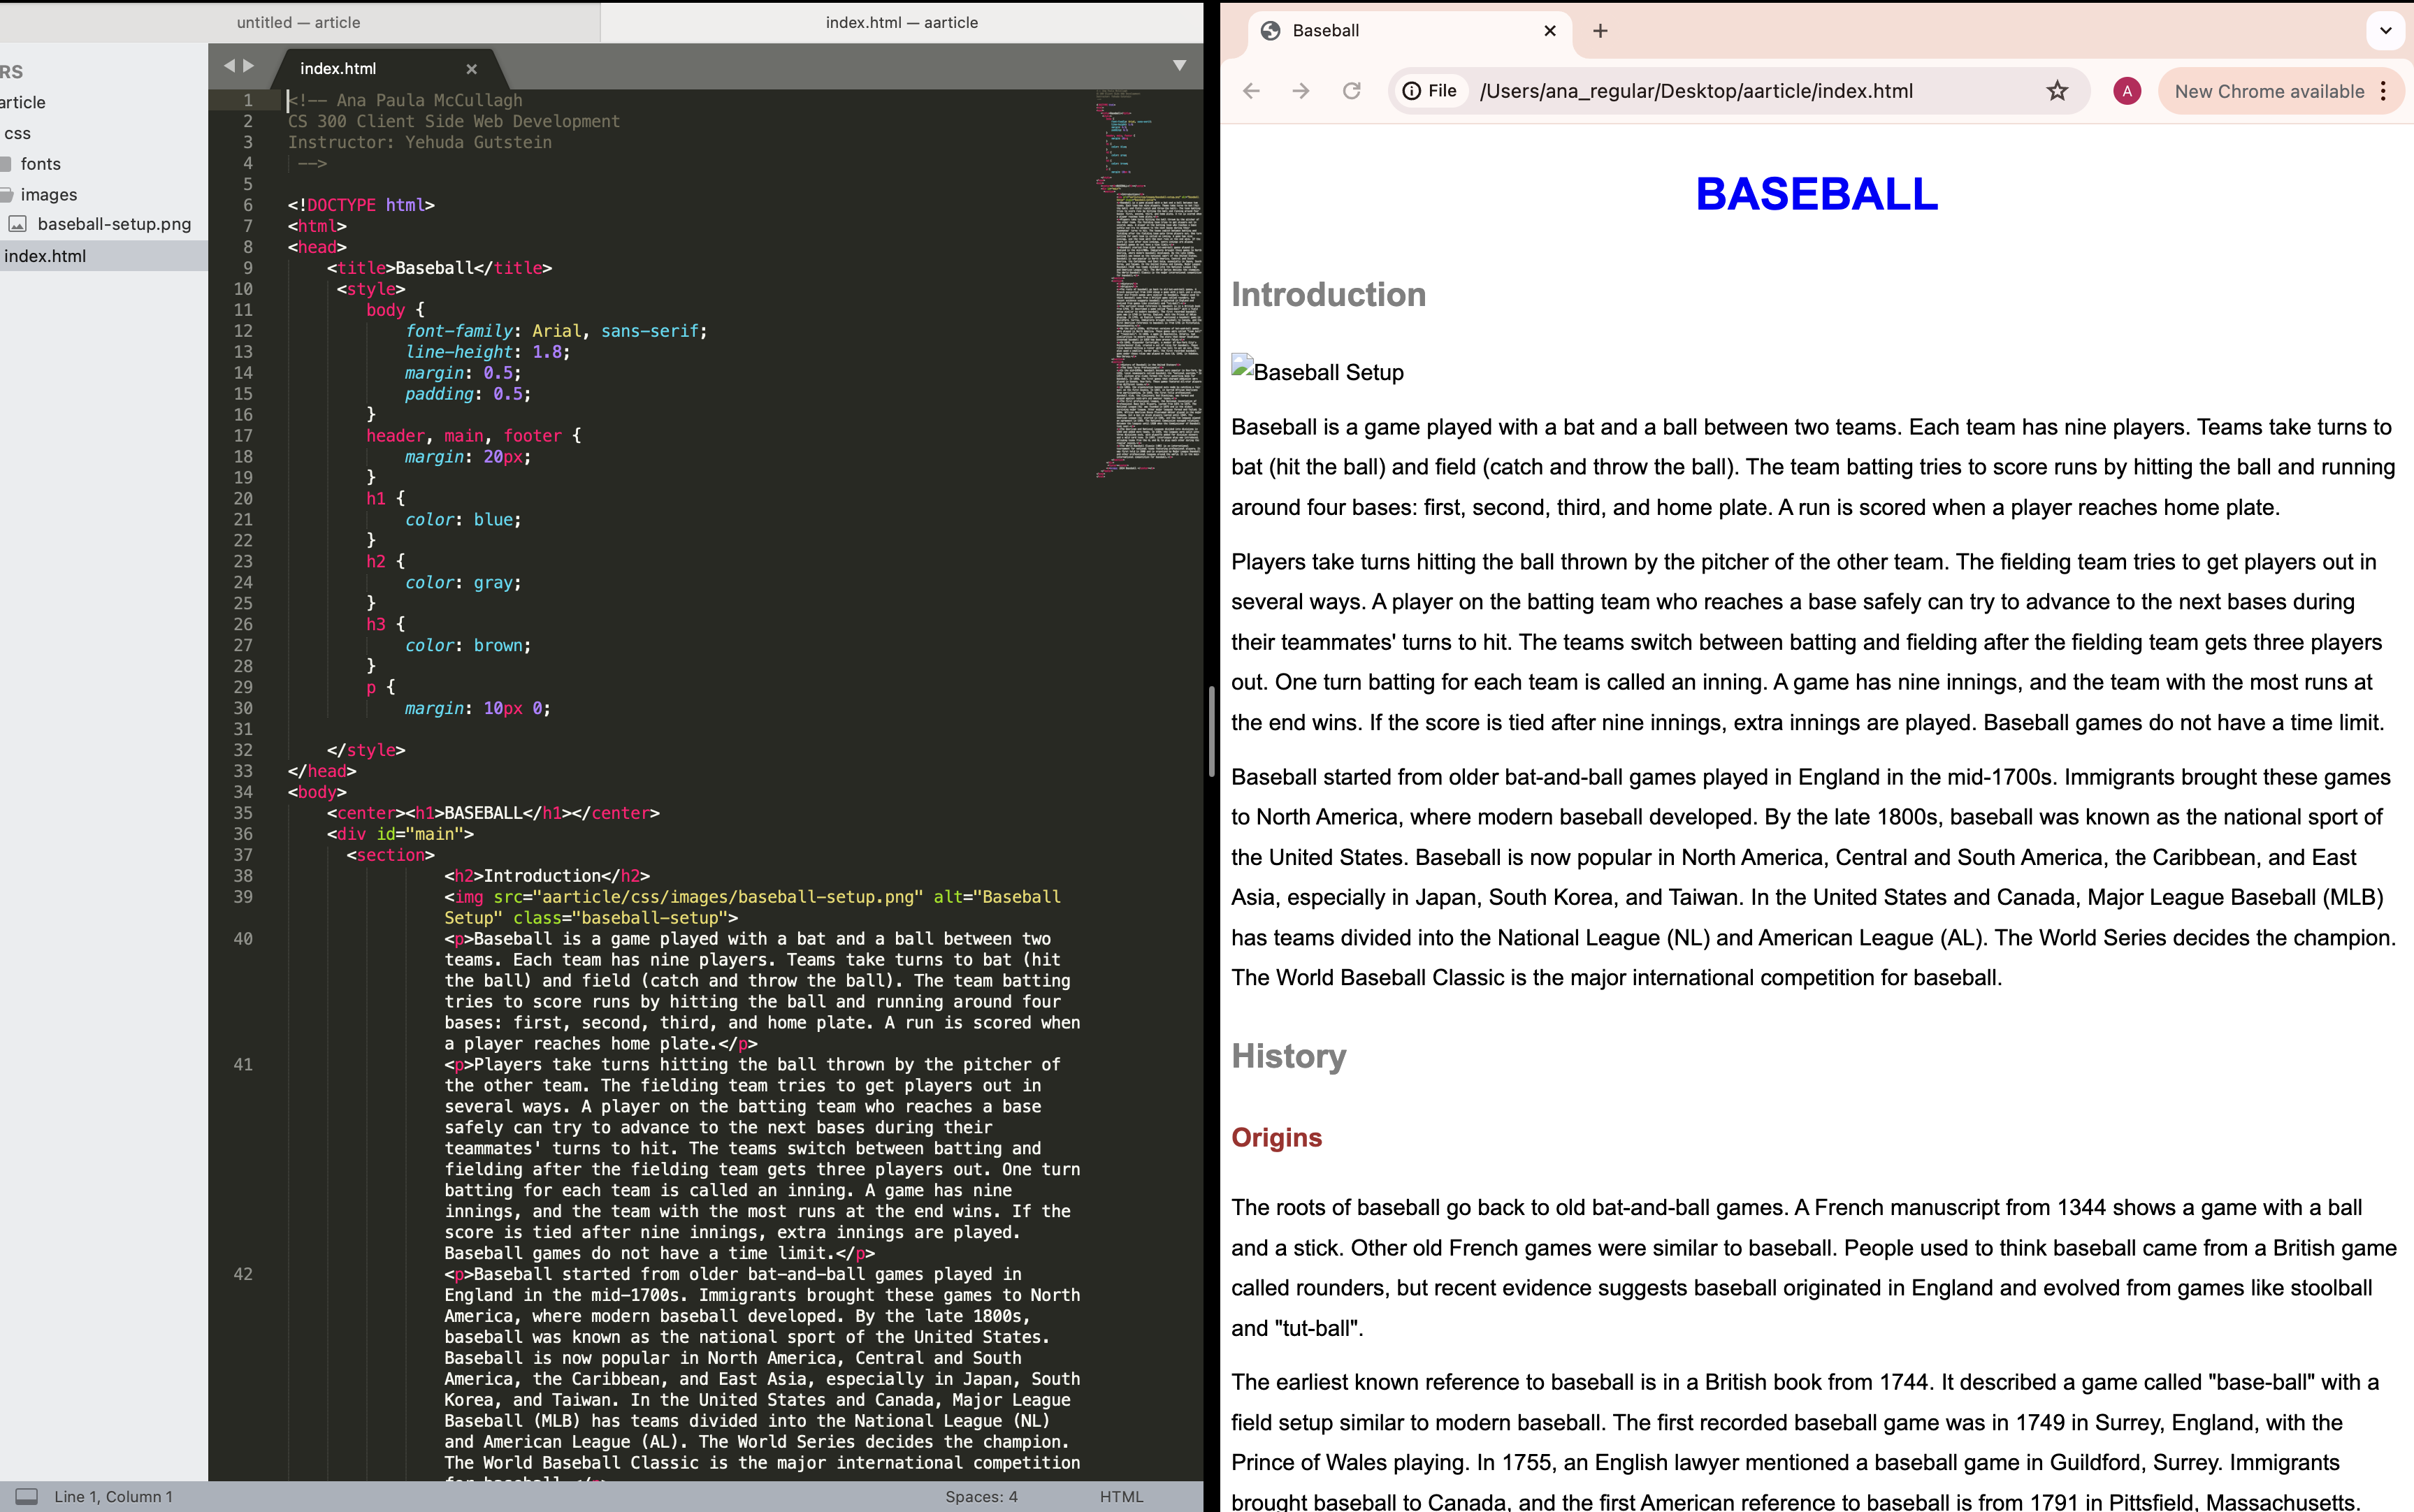 untitled — article
index.html — aarticle
RS
article
css
fonts
images
baseball-setup.png
index.html
index.html
1 <!-- Ana Paula McCullagh
2 CS 300 Client Side Web Development
3 Instructor: Yehuda Gutstein
4 -->
5
6 <!DOCTYPE html>
7 <html>
8 <head>
9 <title>Baseball</title>
10 <style>
11 body {
12 font-family: Arial, sans-serif;
13 line-height: 1.8;
14 margin: 0.5;
15 padding: 0.5;
16 }
17 header, main, footer {
18 margin: 20px;
19 }
20 h1 {
21 color: blue;
22 }
23 h2 {
24 color: gray;
25 }
26 h3 {
27 color: brown;
28 }
29 p {
30 margin: 10px 0;
31
32 </style>
33 </head>
34 <body>
35 <center><h1>BASEBALL</h1></center>
36 <div id="main">
37 <section>
38 <h2>Introduction</h2>
39 <img src="aarticle/css/images/baseball-setup.png" alt="Baseball
Setup" class="baseball-setup">
40 <p>Baseball is a game played with a bat and a ball between two
teams. Each team has nine players. Teams take turns to bat (hit
the ball) and field (catch and throw the ball). The team batting
tries to score runs by hitting the ball and running around four
bases: first, second, third, and home plate. A run is scored when
a player reaches home plate.</p>
41 <p>Players take turns hitting the ball thrown by the pitcher of
the other team. The fielding team tries to get players out in
several ways. A player on the batting team who reaches a base
safely can try to advance to the next bases during their
teammates' turns to hit. The teams switch between batting and
fielding after the fielding team gets three players out. One turn
batting for each team is called an inning. A game has nine
innings, and the team with the most runs at the end wins. If the
score is tied after nine innings, extra innings are played.
Baseball games do not have a time limit.</p>
42 <p>Baseball started from older bat-and-ball games played in
England in the mid-1700s. Immigrants brought these games to North
America, where modern baseball developed. By the late 1800s,
baseball was known as the national sport of the United States.
Baseball is now popular in North America, Central and South
America, the Caribbean, and East Asia, especially in Japan, South
Korea, and Taiwan. In the United States and Canada, Major League
Baseball (MLB) has teams divided into the National League (NL)
and American League (AL). The World Series decides the champion.
The World Baseball Classic is the major international competition
for baseball.</p>
Line 1, Column 1
Spaces: 4
HTML
Baseball
File
/Users/ana_regular/Desktop/aarticle/index.html
A
New Chrome available
BASEBALL
Introduction
Baseball Setup
Baseball is a game played with a bat and a ball between two teams. Each team has nine players. Teams take turns to
bat (hit the ball) and field (catch and throw the ball). The team batting tries to score runs by hitting the ball and running
around four bases: first, second, third, and home plate. A run is scored when a player reaches home plate.
Players take turns hitting the ball thrown by the pitcher of the other team. The fielding team tries to get players out in
several ways. A player on the batting team who reaches a base safely can try to advance to the next bases during
their teammates' turns to hit. The teams switch between batting and fielding after the fielding team gets three players
out. One turn batting for each team is called an inning. A game has nine innings, and the team with the most runs at
the end wins. If the score is tied after nine innings, extra innings are played. Baseball games do not have a time limit.
Baseball started from older bat-and-ball games played in England in the mid-1700s. Immigrants brought these games
to North America, where modern baseball developed. By the late 1800s, baseball was known as the national sport of
the United States. Baseball is now popular in North America, Central and South America, the Caribbean, and East
Asia, especially in Japan, South Korea, and Taiwan. In the United States and Canada, Major League Baseball (MLB)
has teams divided into the National League (NL) and American League (AL). The World Series decides the champion.
The World Baseball Classic is the major international competition for baseball.
History
Origins
The roots of baseball go back to old bat-and-ball games. A French manuscript from 1344 shows a game with a ball
and a stick. Other old French games were similar to baseball. People used to think baseball came from a British game
called rounders, but recent evidence suggests baseball originated in England and evolved from games like stoolball
and "tut-ball".
The earliest known reference to baseball is in a British book from 1744. It described a game called "base-ball" with a
field setup similar to modern baseball. The first recorded baseball game was in 1749 in Surrey, England, with the
Prince of Wales playing. In 1755, an English lawyer mentioned a baseball game in Guildford, Surrey. Immigrants
brought baseball to Canada, and the first American reference to baseball is from 1791 in Pittsfield, Massachusetts.